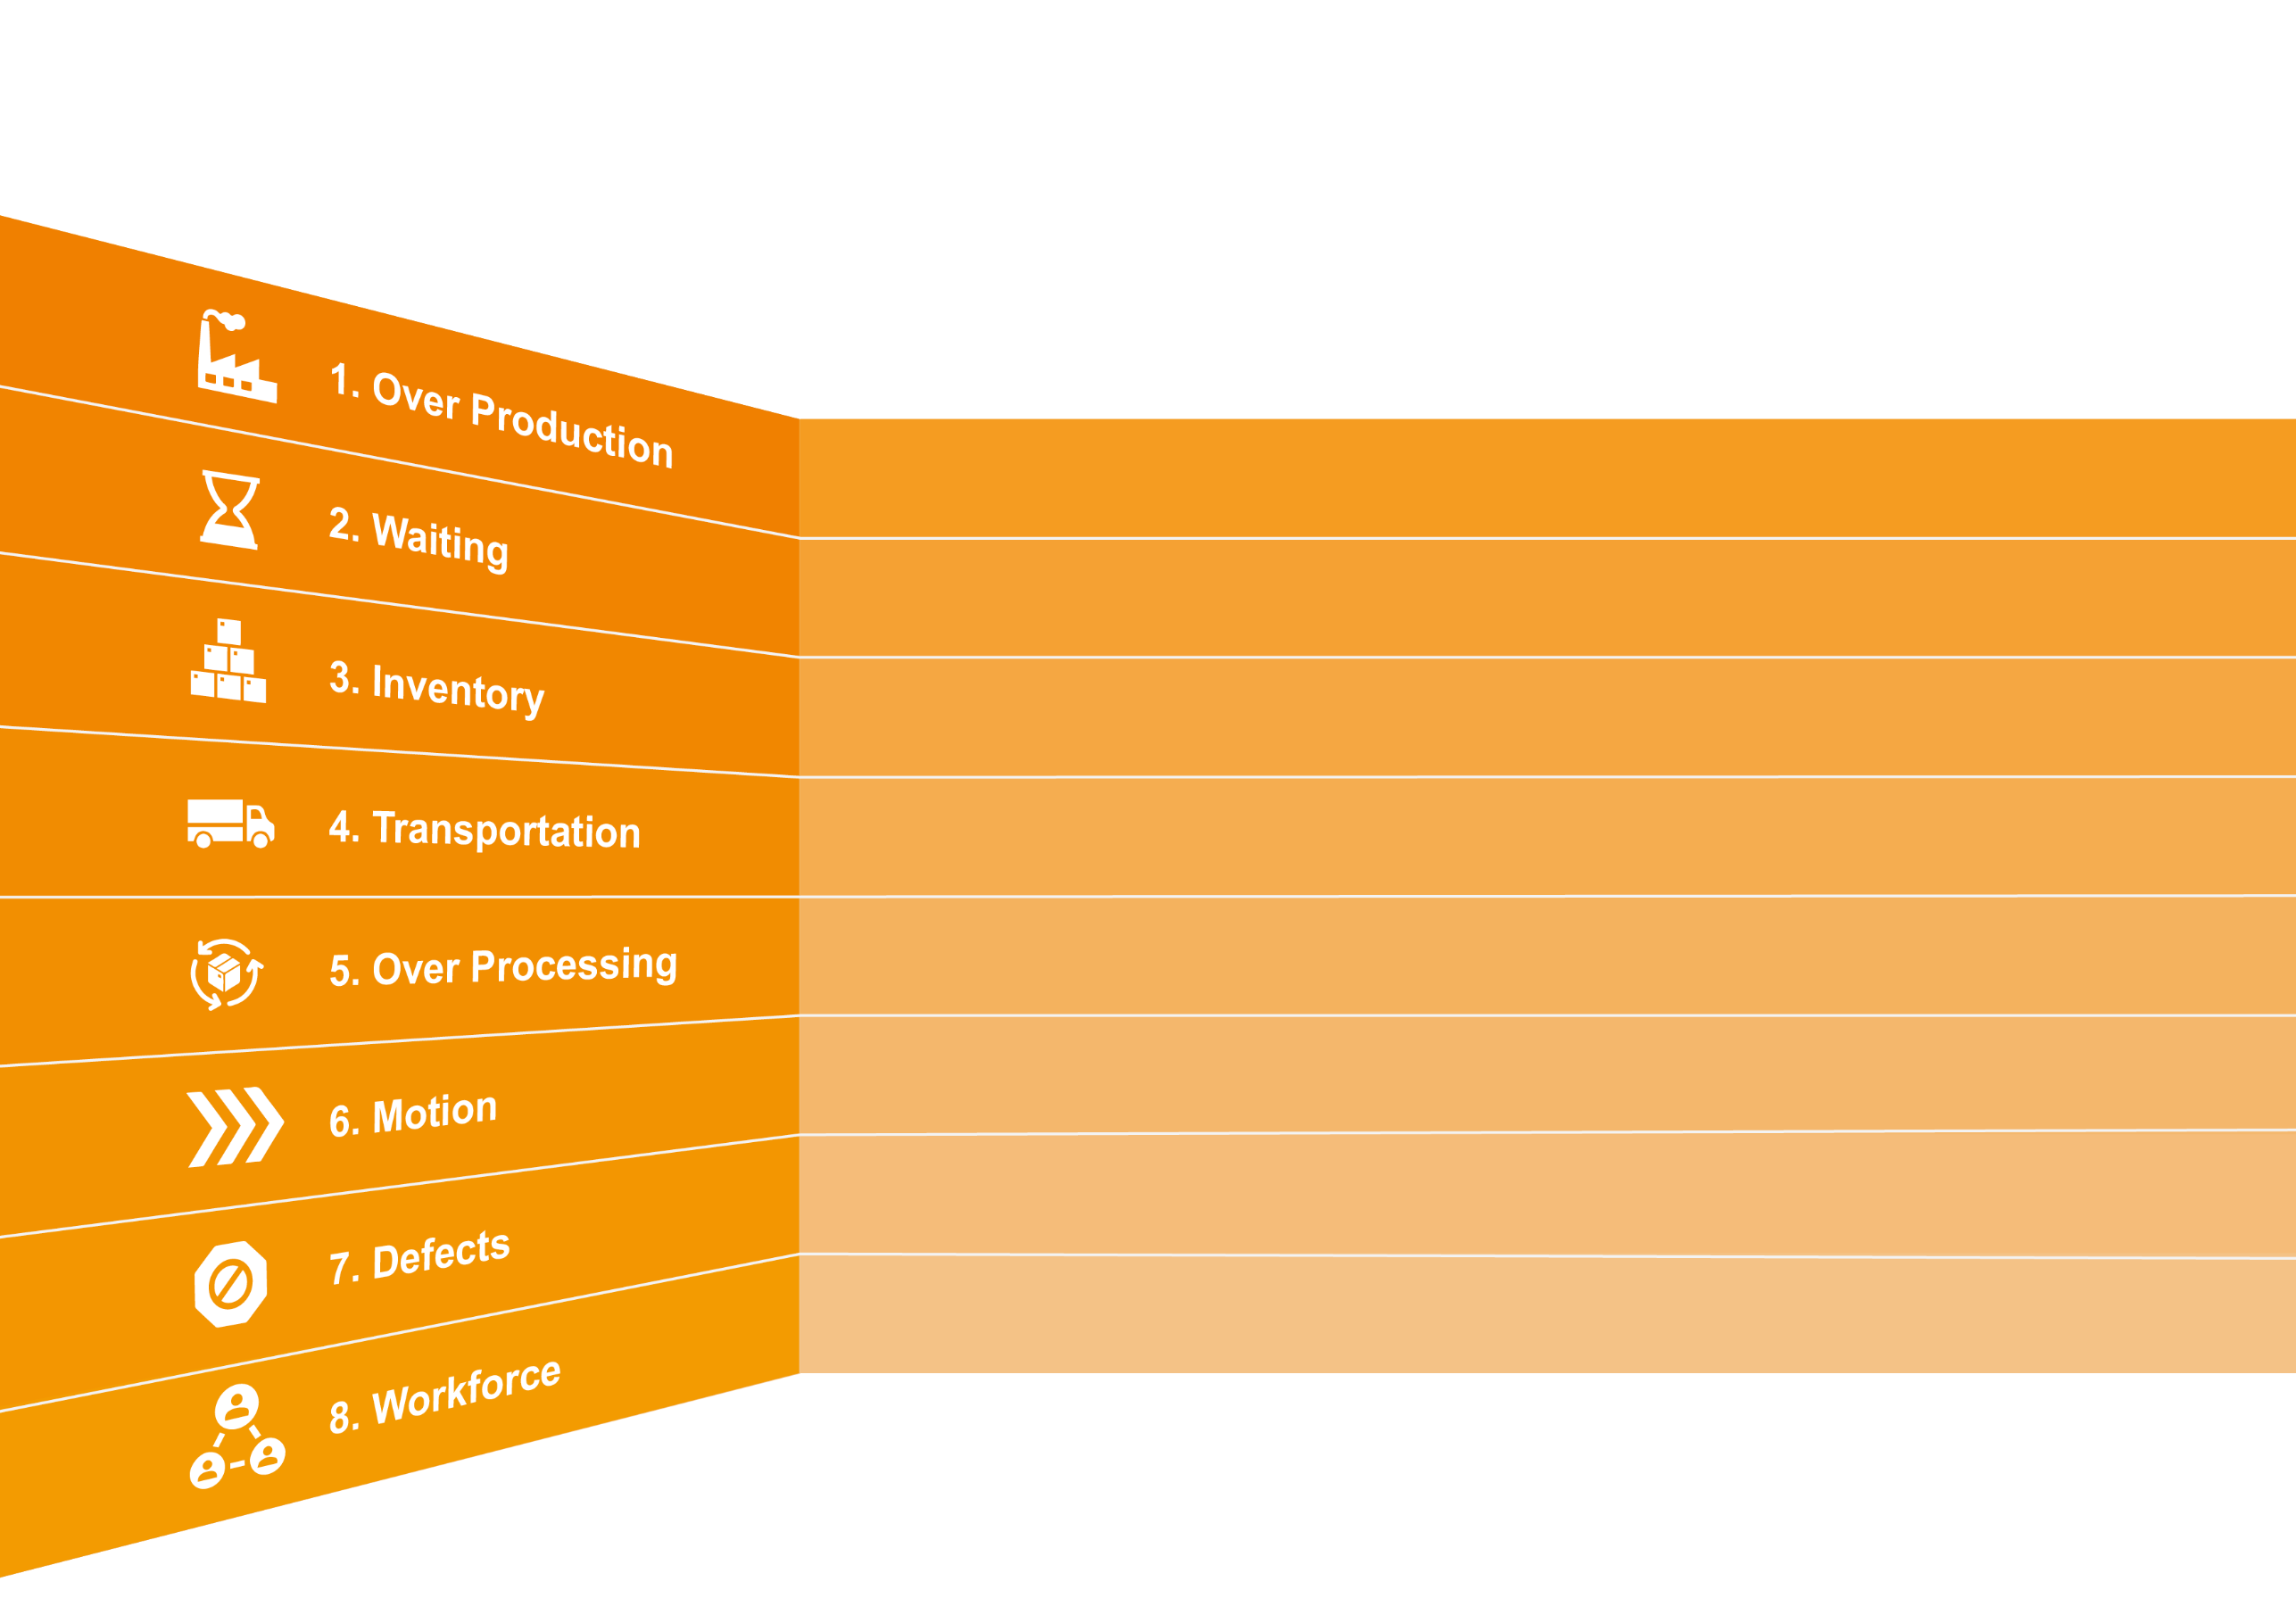 1. Over Production
2. Waiting
3. Inventory
4. Transportation
5. Over Processing
6. Motion
7. Defects
8. Workforce